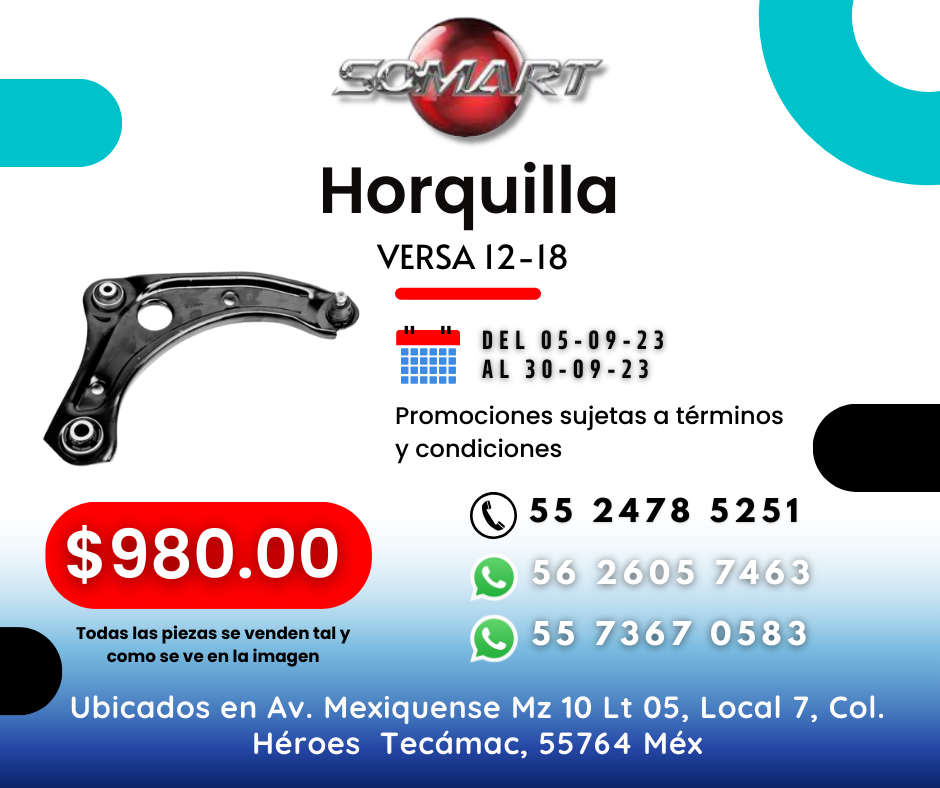 SOMART
Horquilla
VERSA 12-18
DEL 05-09-23
AL 30-09-23
Promociones sujetas a términos
y condiciones
$980.00
55 2478 5251
56 2605 7463
55 7367 0583
Todas las piezas se venden tal y
como se ve en la imagen
Ubicados en Av. Mexiquense Mz 10 Lt 05, Local 7, Col.
Héroes Tecámac, 55764 Méx